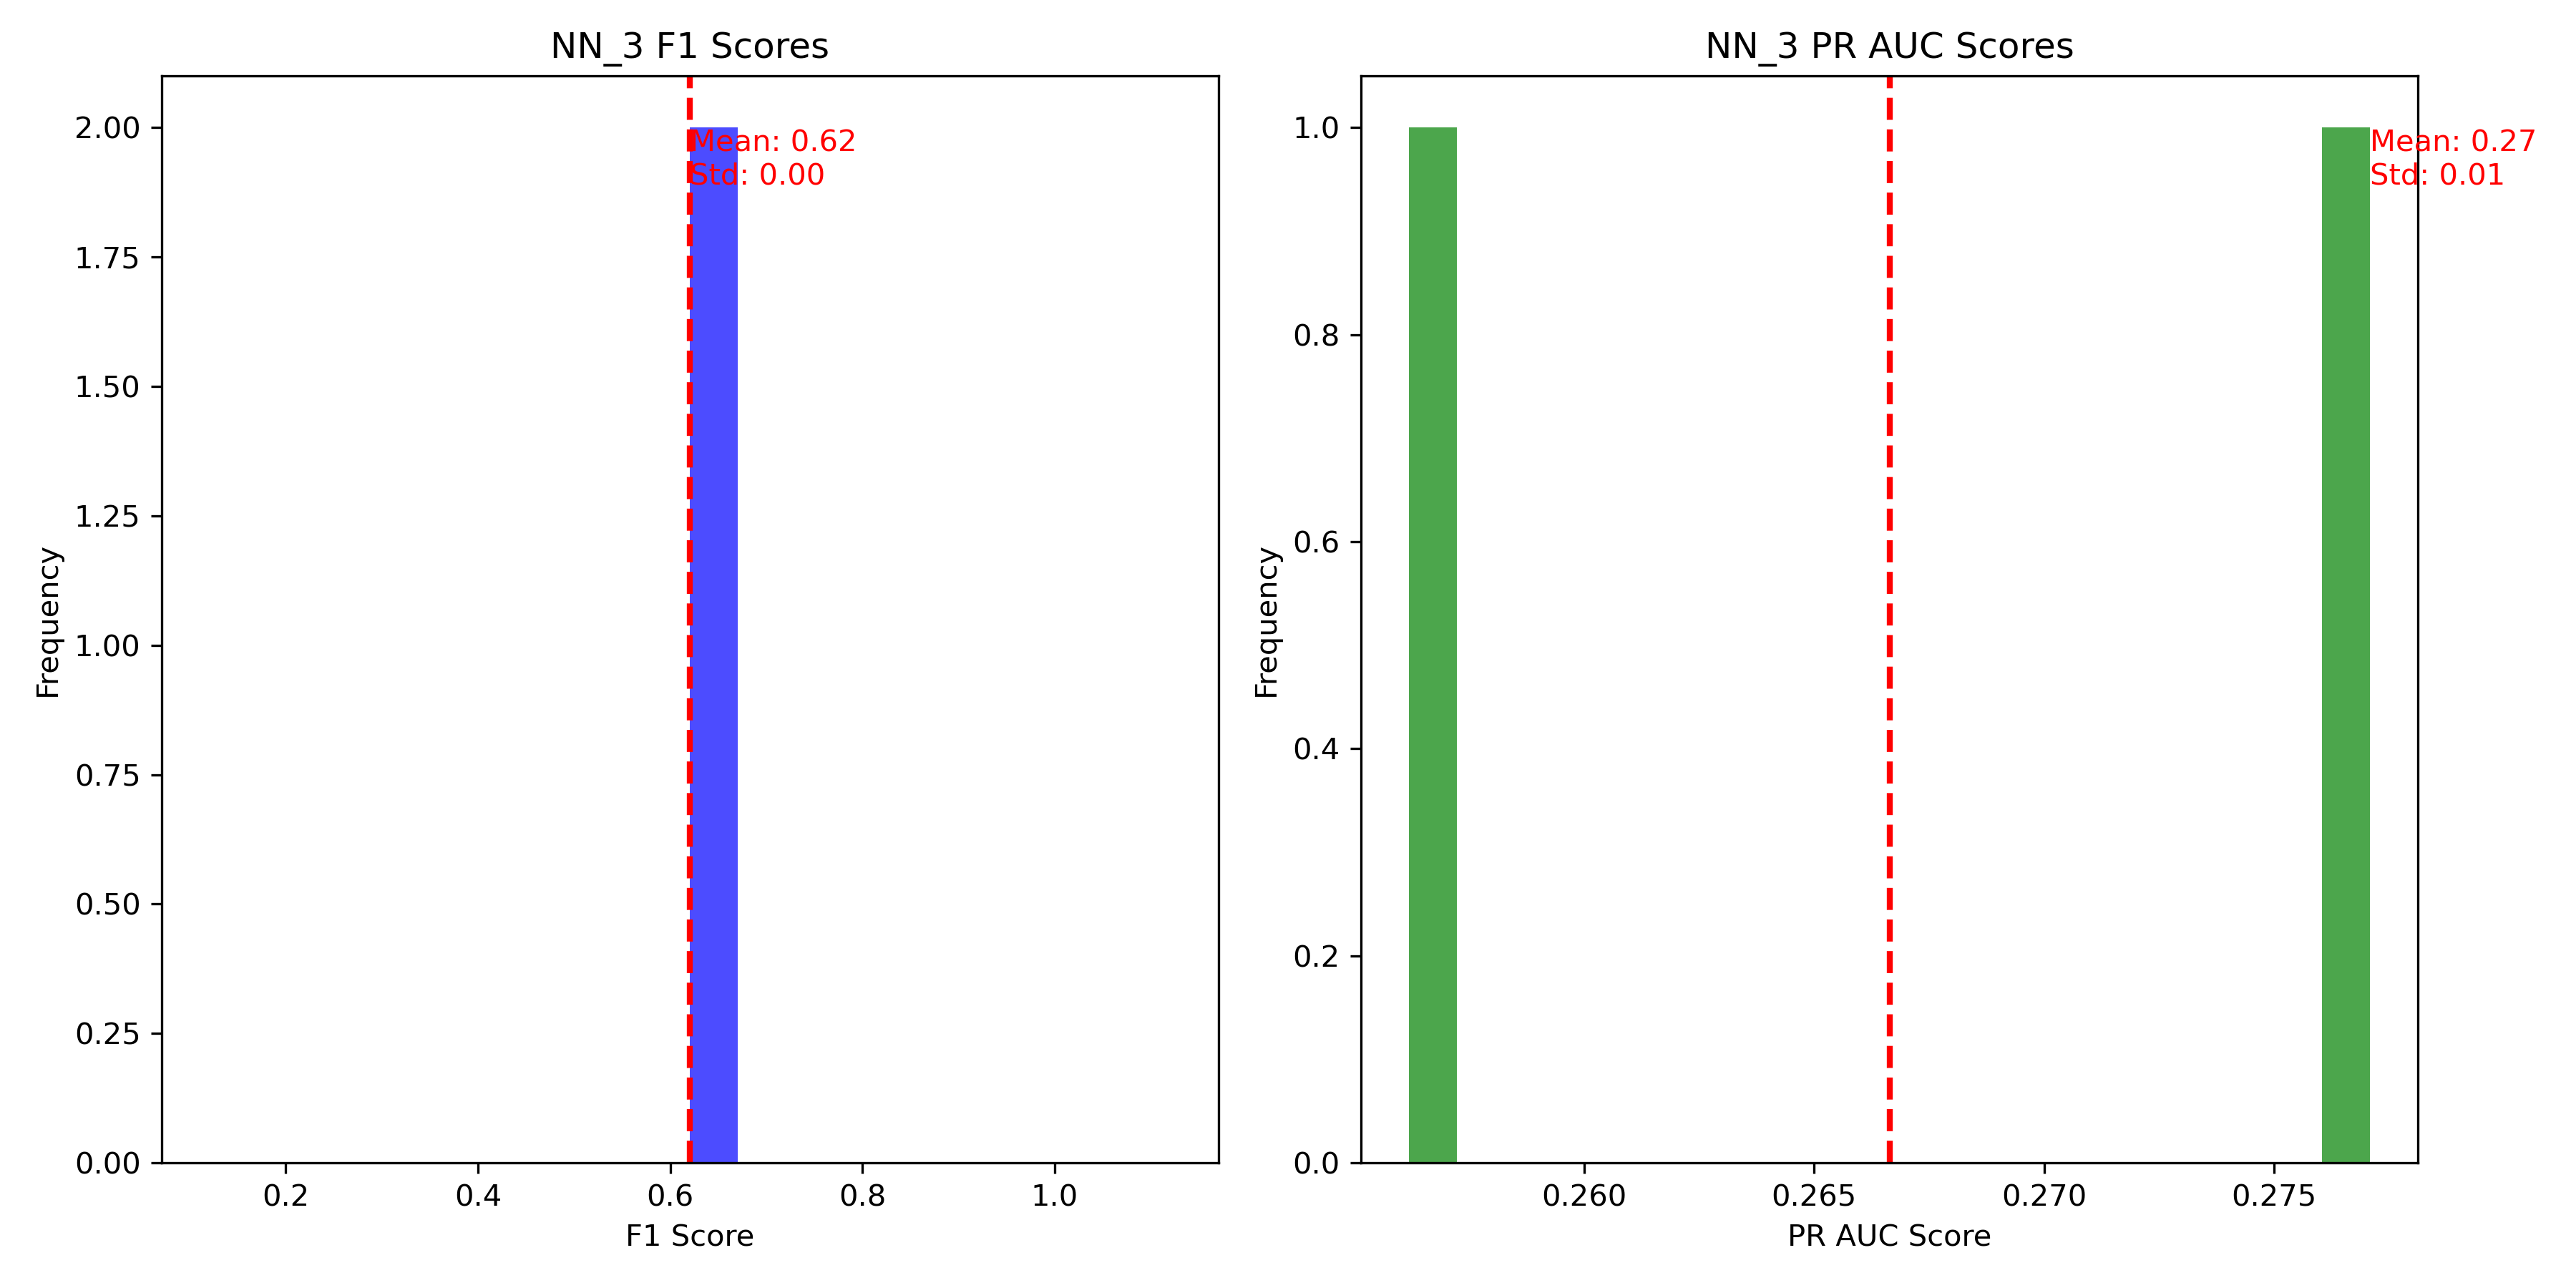 NN_3 F1 Scores
2.00
1.75
1.50
1.25
1.00
0.75
0.50
0.25
0.00
Frequency
Mean: 0.62
Std: 0.00
0.2 0.4 0.6 0.8 1.0
F1 Score
NN_3 PR AUC Scores
1.0
0.8
0.6
0.4
0.2
0.0
Frequency
Mean: 0.27
Std: 0.01
0.260 0.265 0.270 0.275
PR AUC Score